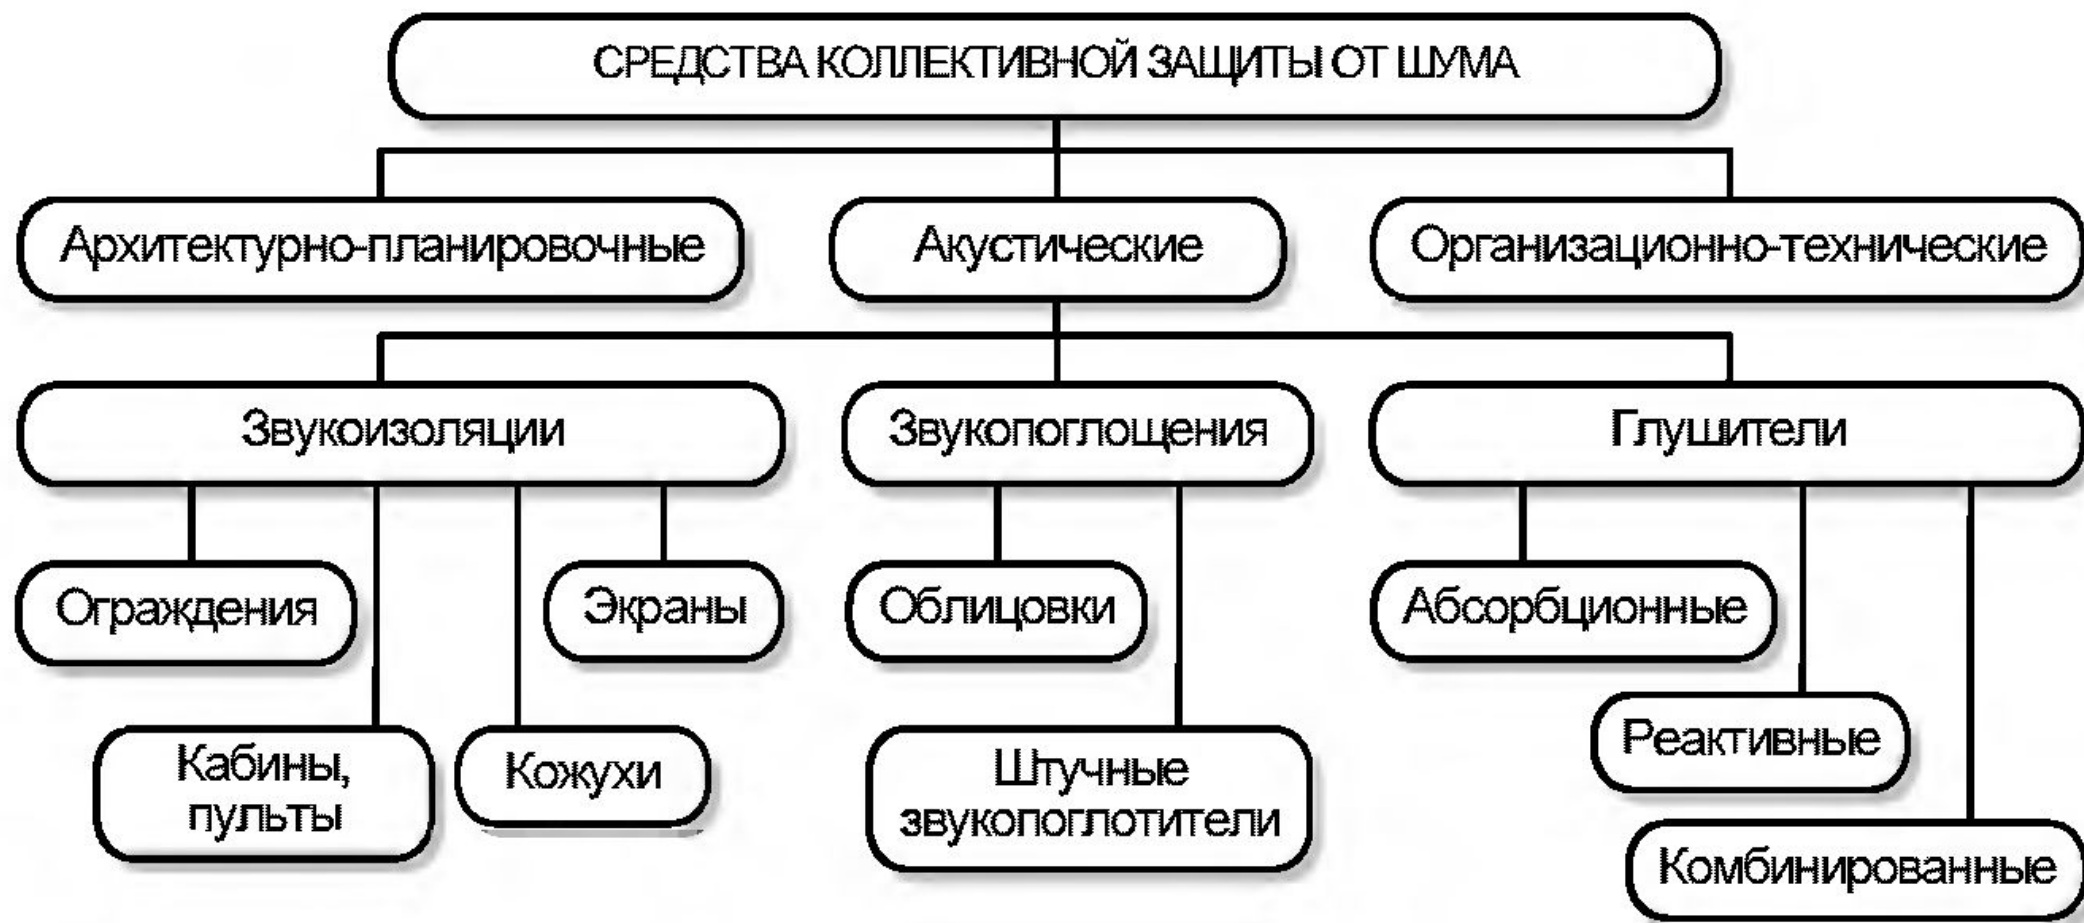 СРЕДСТВА КОЛЛЕКТИВНОЙ ЗАЩИТЫ ОТ ШУМА
Архитектурно-планировочные
Акустические
Организационно-технические
Звукоизоляции
Звукопоглощения
Глушители
Ограждения
Экраны
Облицовки
Абсорбционные
Кабины,
пульты
Кожухи
Штучные
звукопоглотители
Реактивные
Комбинированные